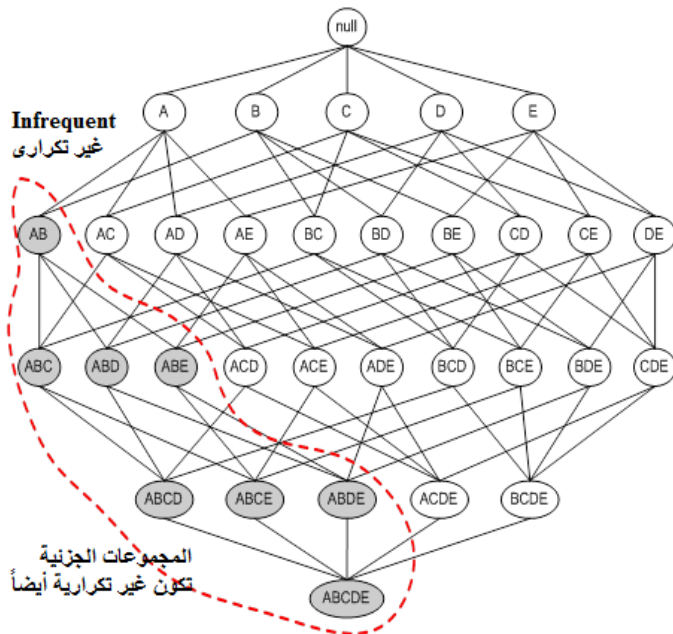 null
A B C D E
Infrequent
غير تكرارى
AB AC AD AE BC BD BE CD CE DE
ABC ABD ABE ACD ACE ADE BCD BCE BDE CDE
ABCD ABCE ABDE ACDE BCDE
المجموعات الجزئية
تكون غير تكرارية أيضاً
ABCDE